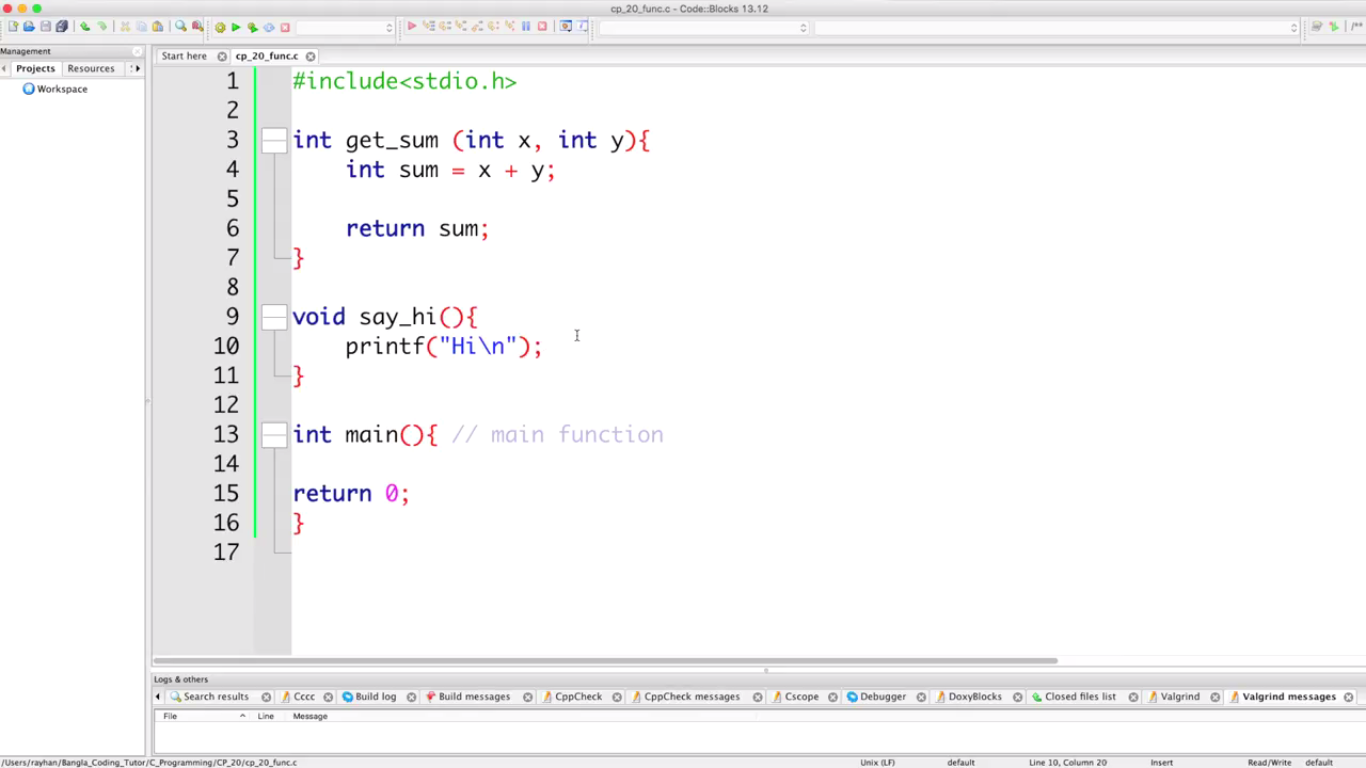 cp_20_func.c - Code::Blocks 13.12
Management
Projects Resources
Workspace
Start here cp_20_func.c
1 #include<stdio.h>
2
3 int get_sum (int x, int y){
4 int sum = x + y;
5
6 return sum;
7 }
8
9 void say_hi(){
10 printf("Hi\n");
11 }
12
13 int main(){ // main function
14
15 return 0;
16 }
17
Logs & others
Search results Cccc Build log Build messages CppCheck CppCheck messages Cscope Debugger DoxyBlocks Closed files list Valgrind Valgrind messages
File Line Message
/Users/rayhan/Bangla_Coding_Tutor/C_Programming/CP_20/cp_20_func.c Unix (LF) default Line 10, Column 20 Insert Read/Write default